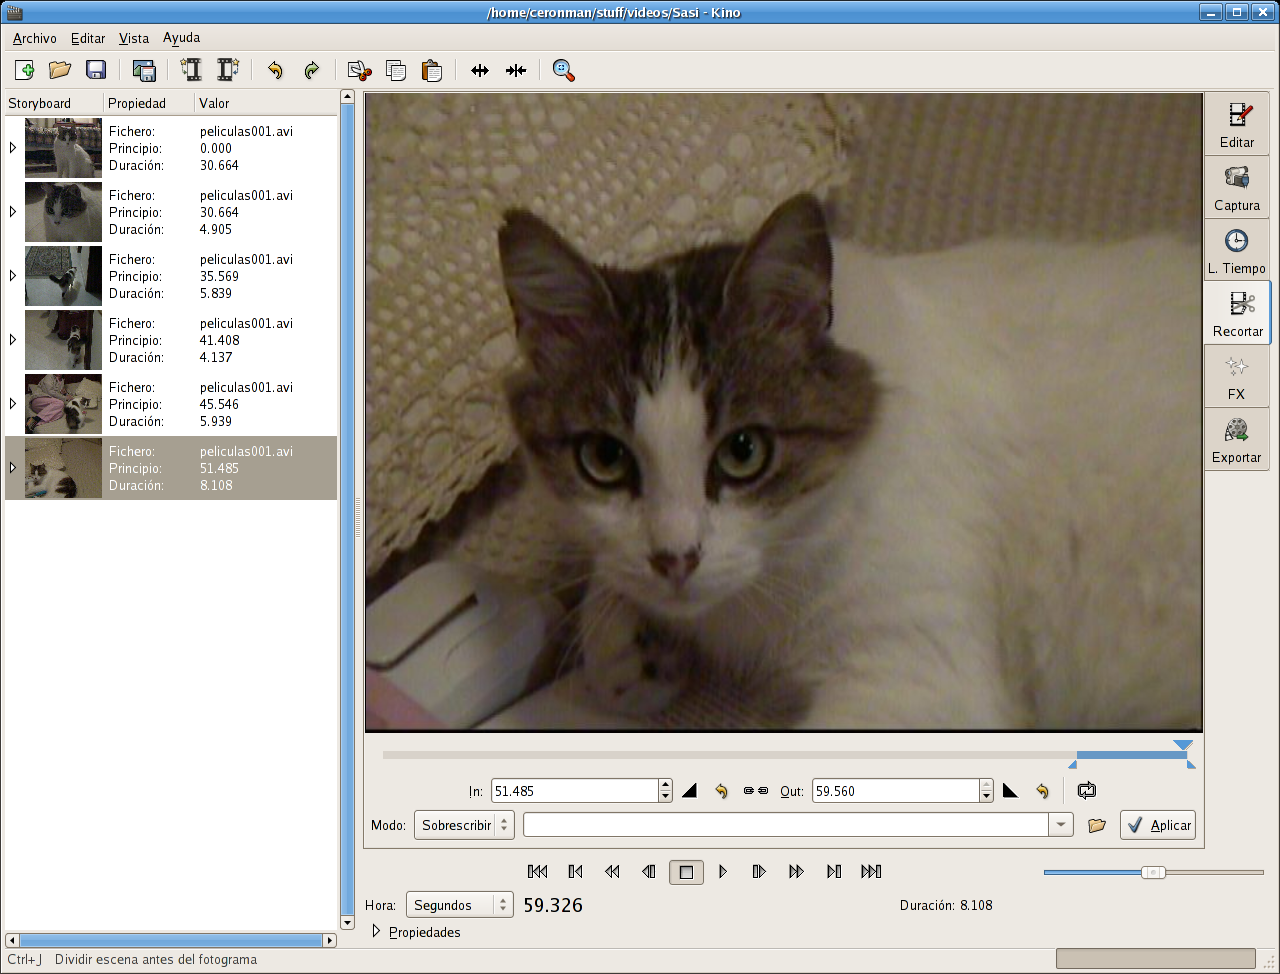 /home/ceronman/stuff/videos/Sasi - Kino
Archivo Editar Vista Ayuda
Storyboard Propiedad Valor
Fichero: peliculas001.avi
Principio: 0.000
Duración: 30.664
Fichero: peliculas001.avi
Principio: 30.664
Duración: 4.905
Fichero: peliculas001.avi
Principio: 35.569
Duración: 5.839
Fichero: peliculas001.avi
Principio: 41.408
Duración: 4.137
Fichero: peliculas001.avi
Principio: 45.546
Duración: 5.939
Fichero: peliculas001.avi
Principio: 51.485
Duración: 8.108
Editar
Captura
L. Tiempo
Recortar
FX
Exportar
In: 51.485 Out: 59.560
Modo: Sobrescribir Aplicar
Hora: Segundos 59.326 Duración: 8.108
Propiedades
Ctrl+J Dividir escena antes del fotograma